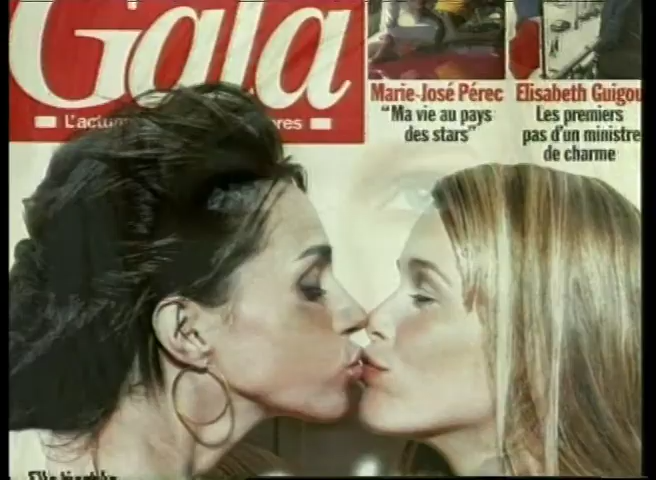 Gala
L'actu
res
Marie-José Pérec
"Ma vie au pays
des stars"
Elisabeth Guigou
Les premiers
pas d'un ministre
de charme